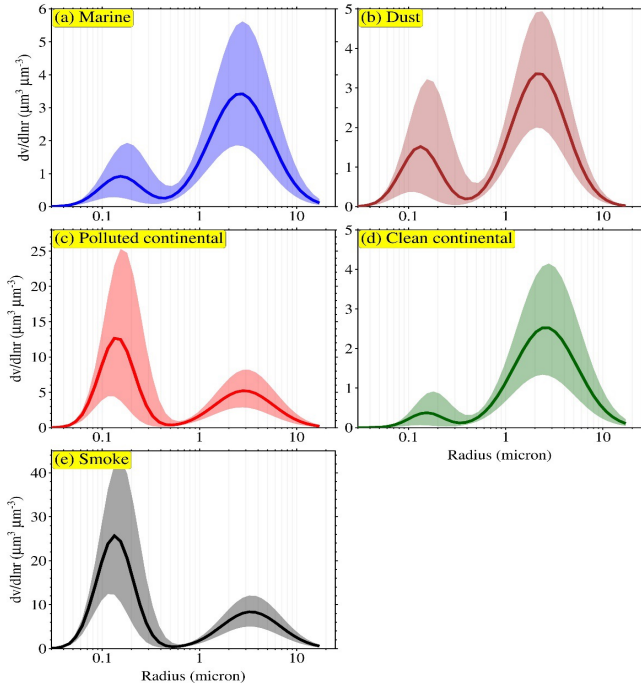 (a) Marine
6
5
4
3
2
1
0
dv/dlnr (μm³ μm⁻³)
0.1 1 10
(b) Dust
5
4
3
2
1
0
0.1 1 10
(c) Polluted continental
25
20
15
10
5
0
dv/dlnr (μm³ μm⁻³)
0.1 1 10
(d) Clean continental
5
4
3
2
1
0
0.1 1 10
Radius (micron)
(e) Smoke
40
30
20
10
0
dv/dlnr (μm³ μm⁻³)
0.1 1 10
Radius (micron)